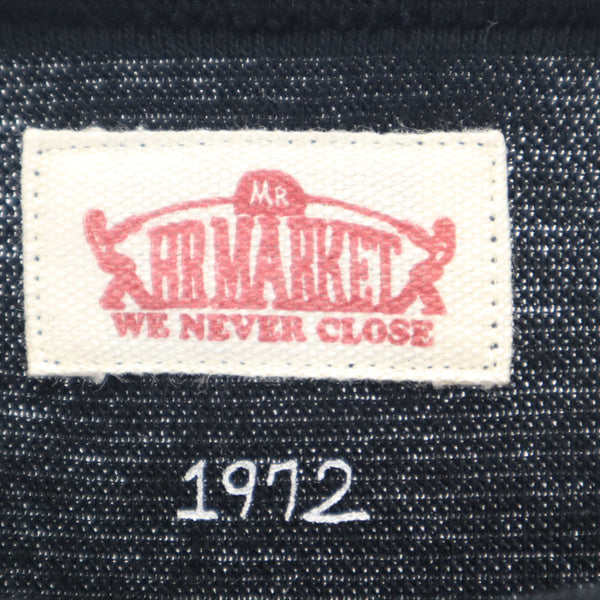 MR
HR MARKET
WE NEVER CLOSE
1972